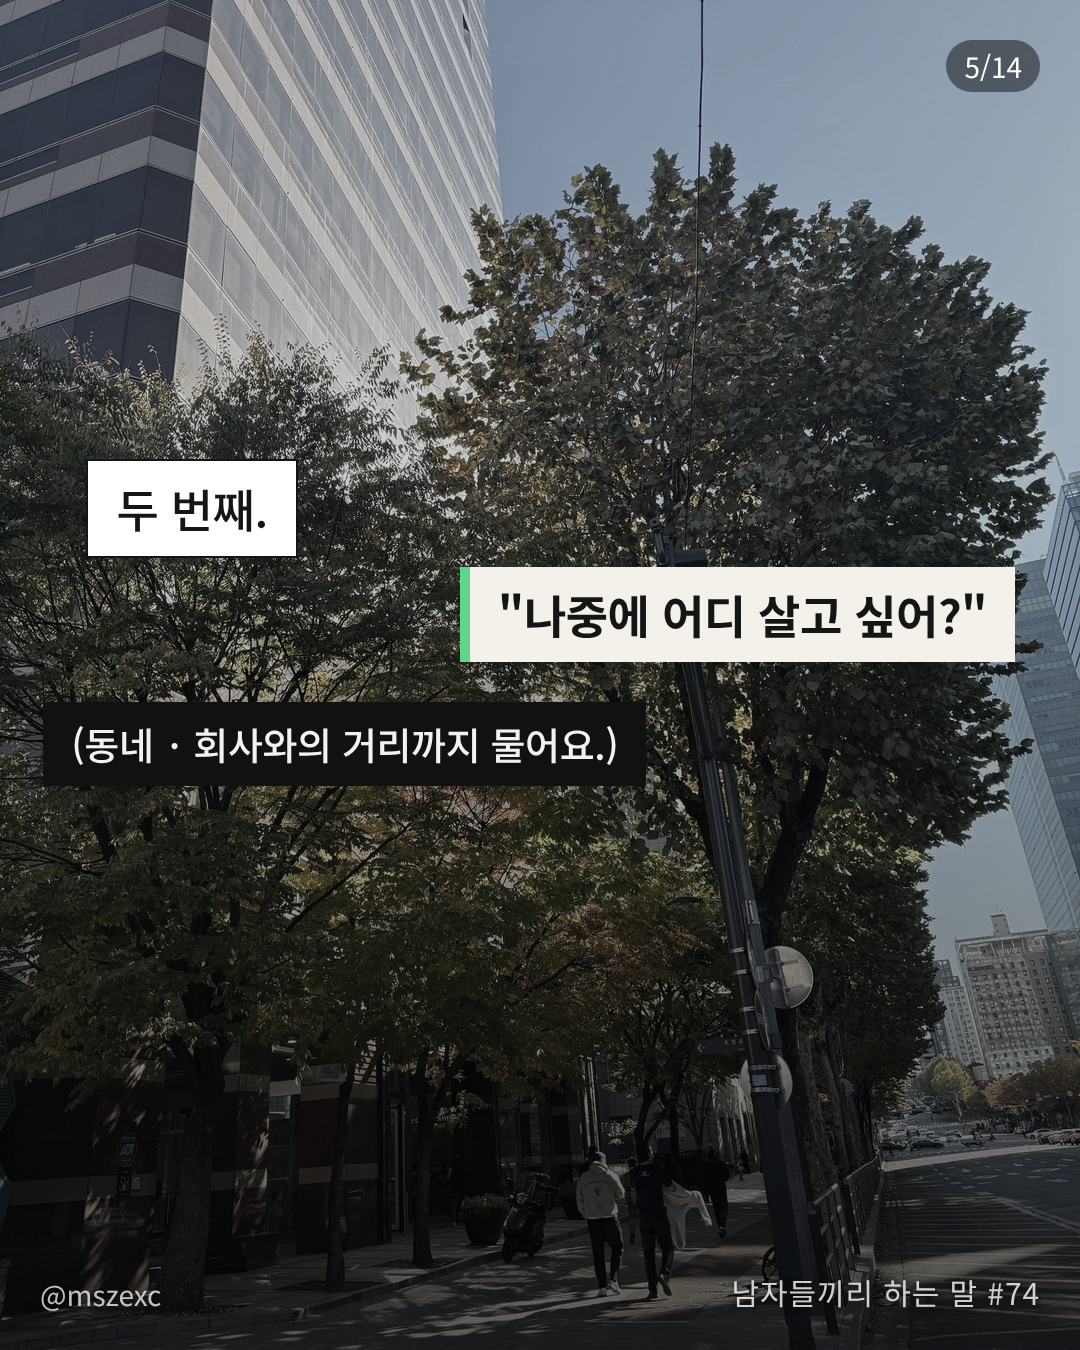 5/14
두 번째.
"나중에 어디 살고 싶어?"
(동네 · 회사와의 거리까지 물어요.)
ADT
@mszexc
남자들끼리 하는 말 #74